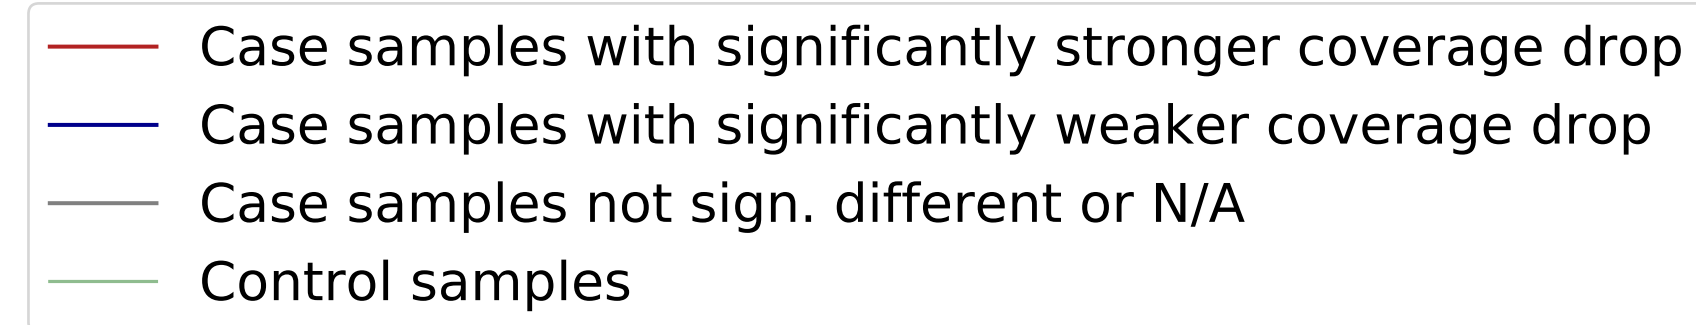 Case samples with significantly stronger coverage drop
Case samples with significantly weaker coverage drop
Case samples not sign. different or N/A
Control samples